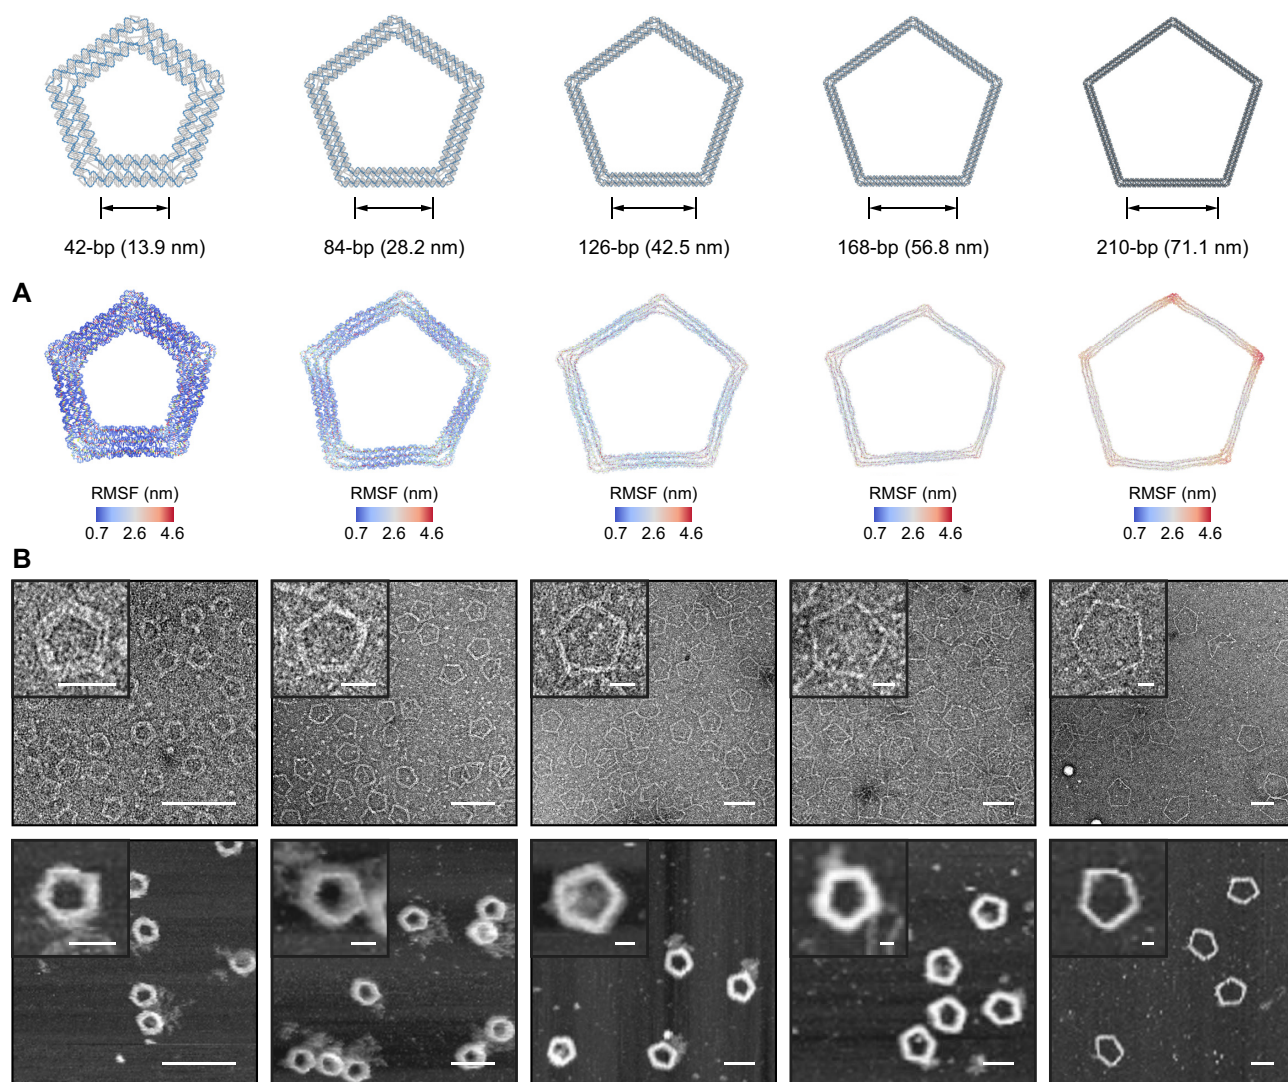 42-bp (13.9 nm)
84-bp (28.2 nm)
126-bp (42.5 nm)
168-bp (56.8 nm)
210-bp (71.1 nm)
A
RMSF (nm)
0.7 2.6 4.6
RMSF (nm)
0.7 2.6 4.6
RMSF (nm)
0.7 2.6 4.6
RMSF (nm)
0.7 2.6 4.6
RMSF (nm)
0.7 2.6 4.6
B